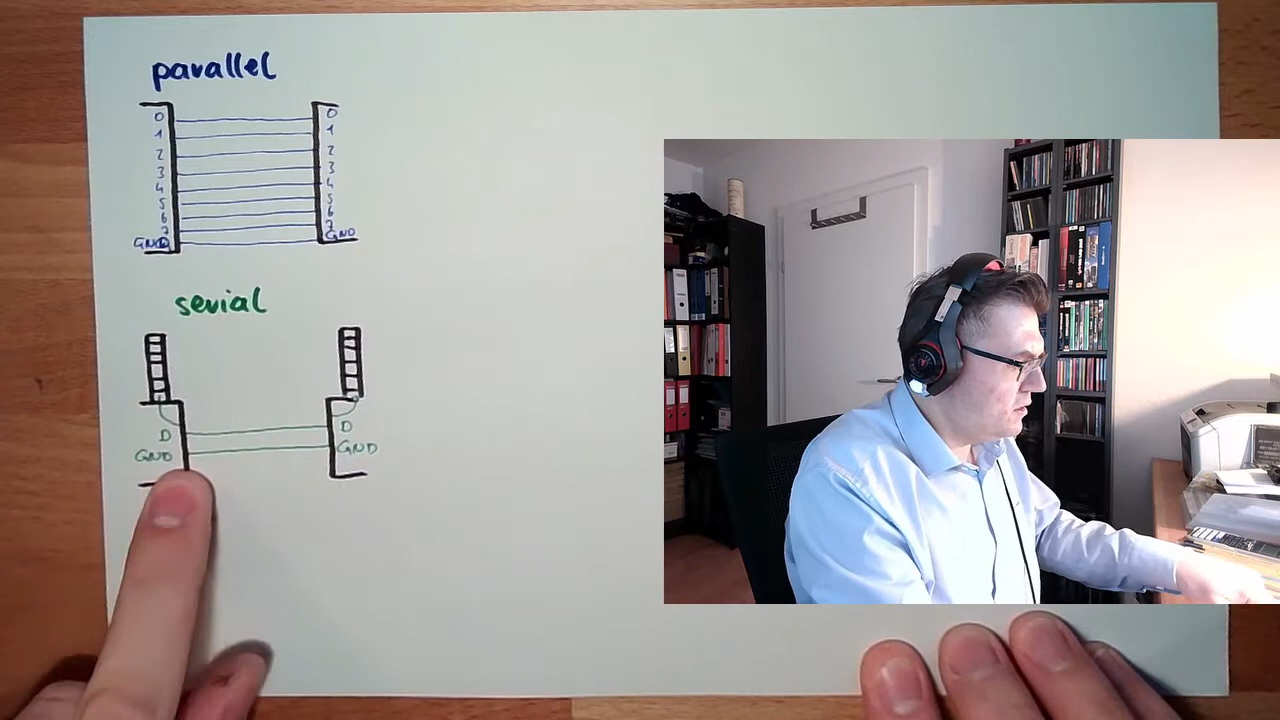 parallel
0 0
1 1
2 2
3 3
4 4
5 5
6 6
7 7
GND GND
serial
D D
GND GND